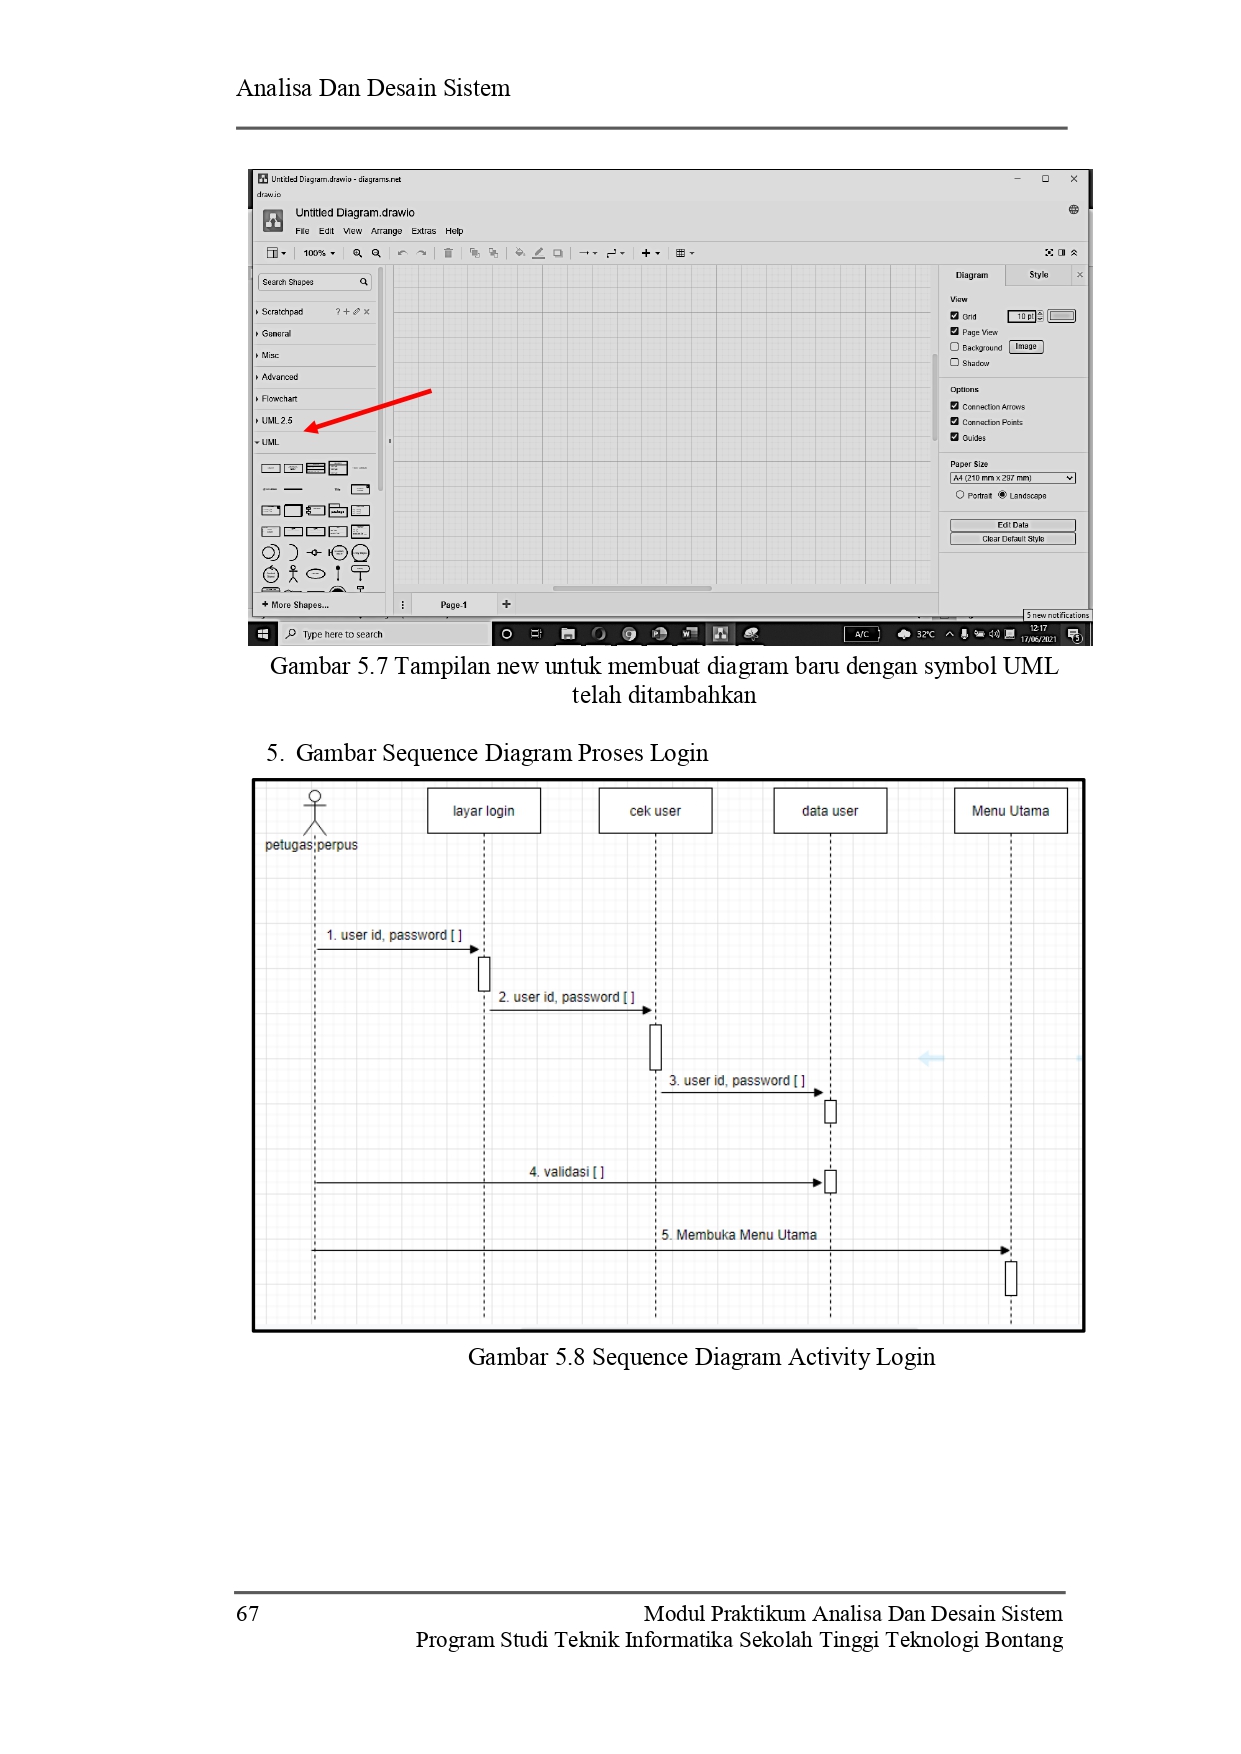 Analisa Dan Desain Sistem
Untitled Diagram.drawio - diagrams.net
draw.io
Untitled Diagram.drawio
File Edit View Arrange Extras Help
100%
Search Shapes
Scratchpad
General
Misc
Advanced
Flowchart
UML 2.5
UML
+ More Shapes...
Page-1
Diagram Style
View
Grid 10 pt
Page View
Background Image
Shadow
Options
Connection Arrows
Connection Points
Guides
Paper Size
A4 (210 mm x 297 mm)
Portrait Landscape
Edit Data
Clear Default Style
5 new notifications
Type here to search
A/C 32°C 12:17
17/06/2021
Gambar 5.7 Tampilan new untuk membuat diagram baru dengan symbol UML
telah ditambahkan
5. Gambar Sequence Diagram Proses Login
layar login cek user data user Menu Utama
petugas perpus
1. user id, password [ ]
2. user id, password [ ]
3. user id, password [ ]
4. validasi [ ]
5. Membuka Menu Utama
Gambar 5.8 Sequence Diagram Activity Login
67 Modul Praktikum Analisa Dan Desain Sistem
Program Studi Teknik Informatika Sekolah Tinggi Teknologi Bontang